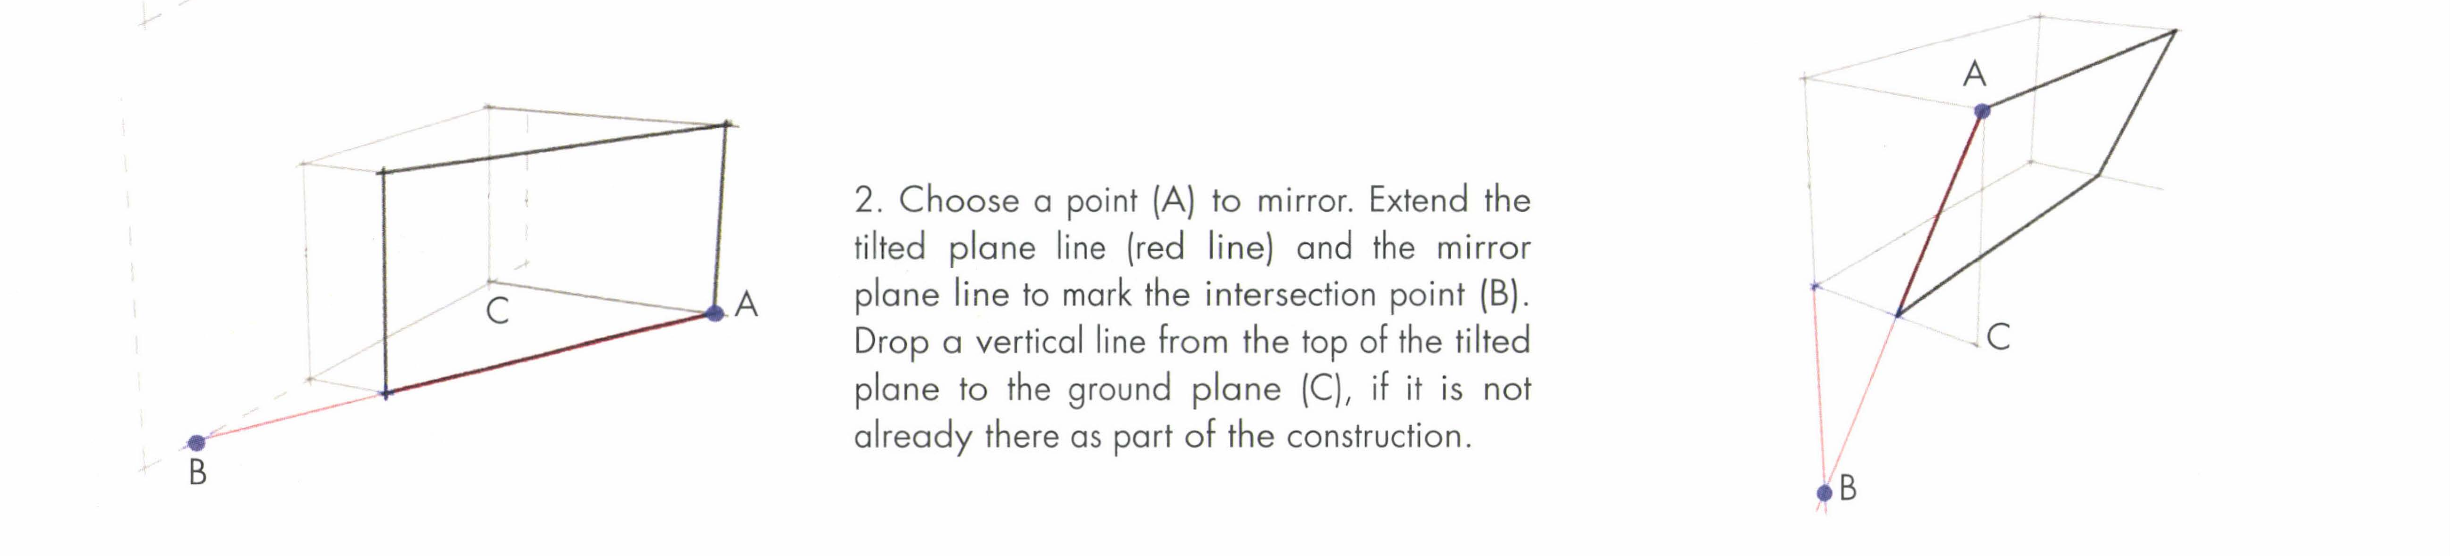 A
C
B
2. Choose a point (A) to mirror. Extend the
tilted plane line (red line) and the mirror
plane line to mark the intersection point (B).
Drop a vertical line from the top of the tilted
plane to the ground plane (C), if it is not
already there as part of the construction.
A
C
B